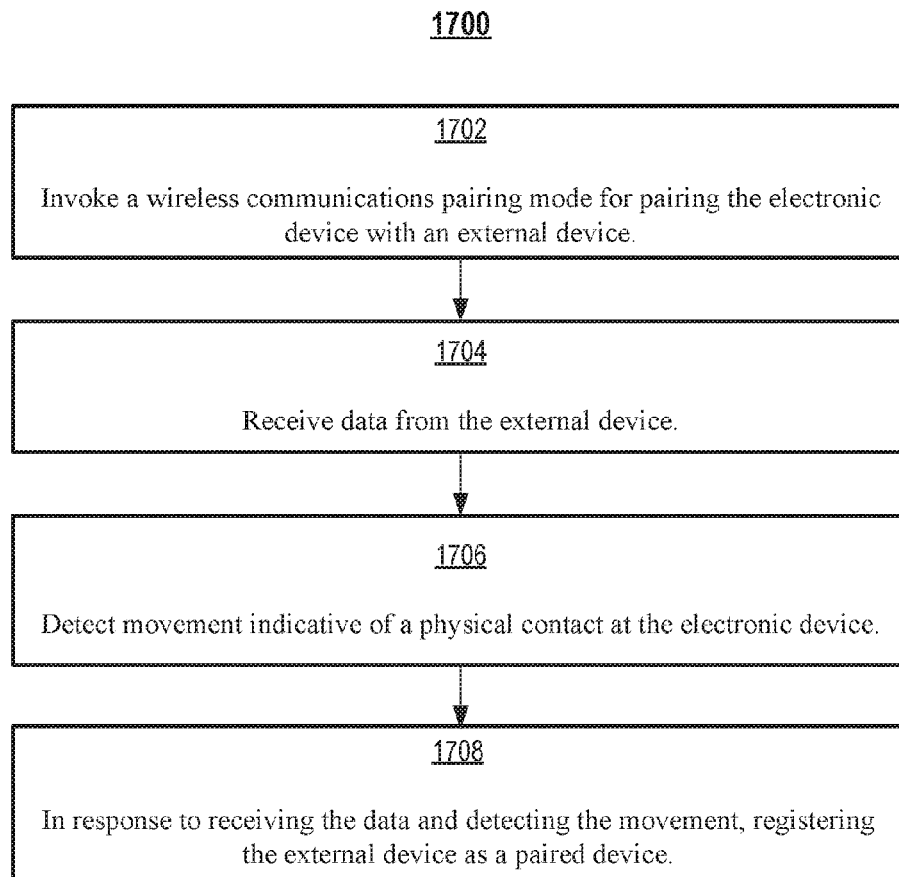 1700
1702
Invoke a wireless communications pairing mode for pairing the electronic
device with an external device.
1704
Receive data from the external device.
1706
Detect movement indicative of a physical contact at the electronic device.
1708
In response to receiving the data and detecting the movement, registering
the external device as a paired device.